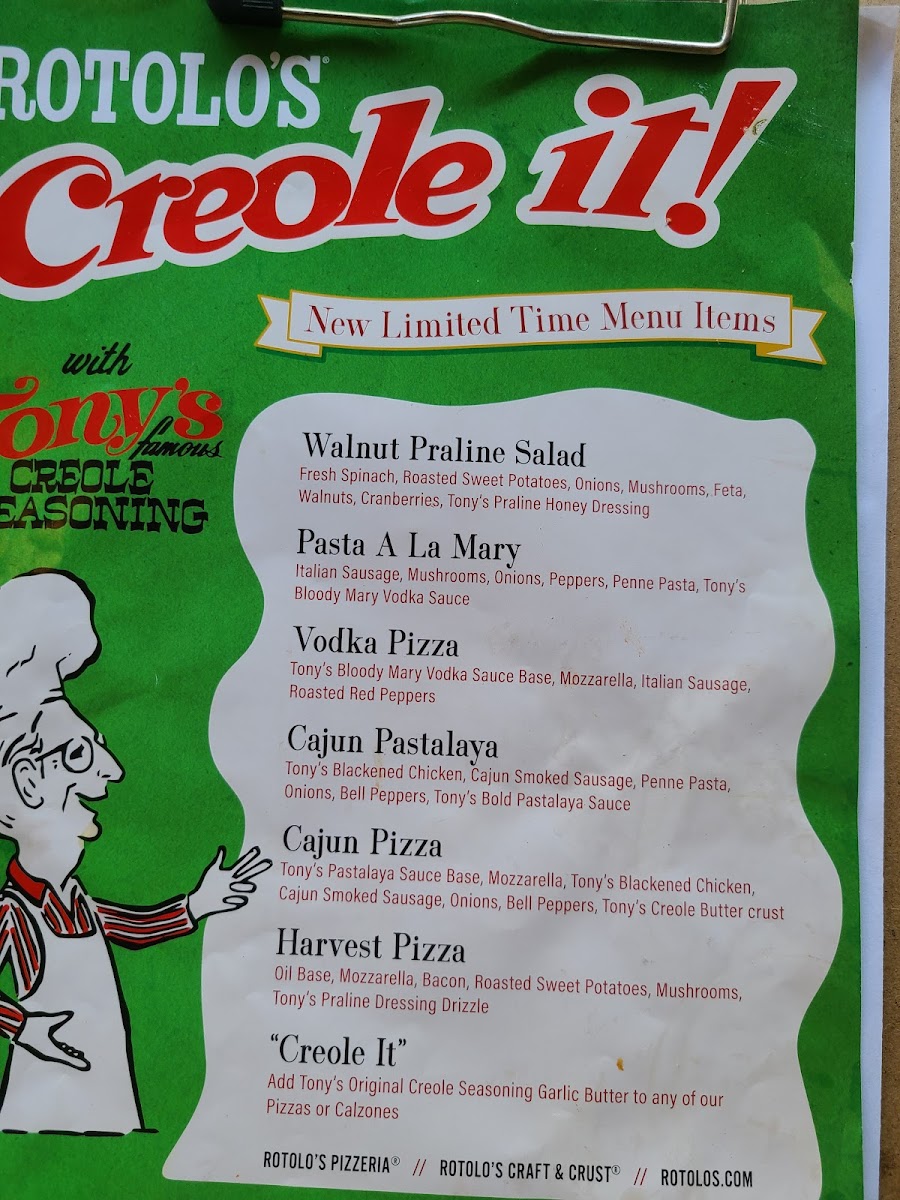 ROTOLO'S®
Creole it!
New Limited Time Menu Items
with
Tony's
famous
CREOLE
SEASONING
Walnut Praline Salad
Fresh Spinach, Roasted Sweet Potatoes, Onions, Mushrooms, Feta,
Walnuts, Cranberries, Tony's Praline Honey Dressing
Pasta A La Mary
Italian Sausage, Mushrooms, Onions, Peppers, Penne Pasta, Tony's
Bloody Mary Vodka Sauce
Vodka Pizza
Tony's Bloody Mary Vodka Sauce Base, Mozzarella, Italian Sausage,
Roasted Red Peppers
Cajun Pastalaya
Tony's Blackened Chicken, Cajun Smoked Sausage, Penne Pasta,
Onions, Bell Peppers, Tony's Bold Pastalaya Sauce
Cajun Pizza
Tony's Pastalaya Sauce Base, Mozzarella, Tony's Blackened Chicken,
Cajun Smoked Sausage, Onions, Bell Peppers, Tony's Creole Butter crust
Harvest Pizza
Oil Base, Mozzarella, Bacon, Roasted Sweet Potatoes, Mushrooms,
Tony's Praline Dressing Drizzle
"Creole It"
Add Tony's Original Creole Seasoning Garlic Butter to any of our
Pizzas or Calzones
ROTOLO'S PIZZERIA® // ROTOLO'S CRAFT & CRUST® // ROTOLOS.COM